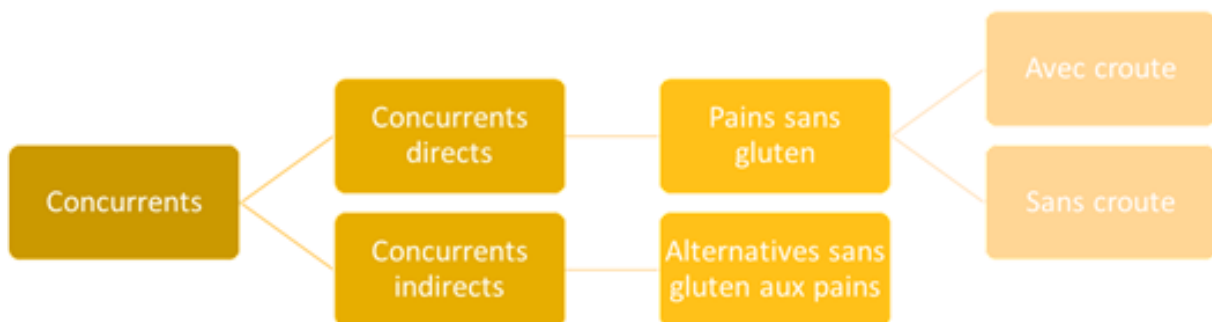 Concurrents
Concurrents
directs
Concurrents
indirects
Pains sans
gluten
Alternatives sans
gluten aux pains
Avec croute
Sans croute